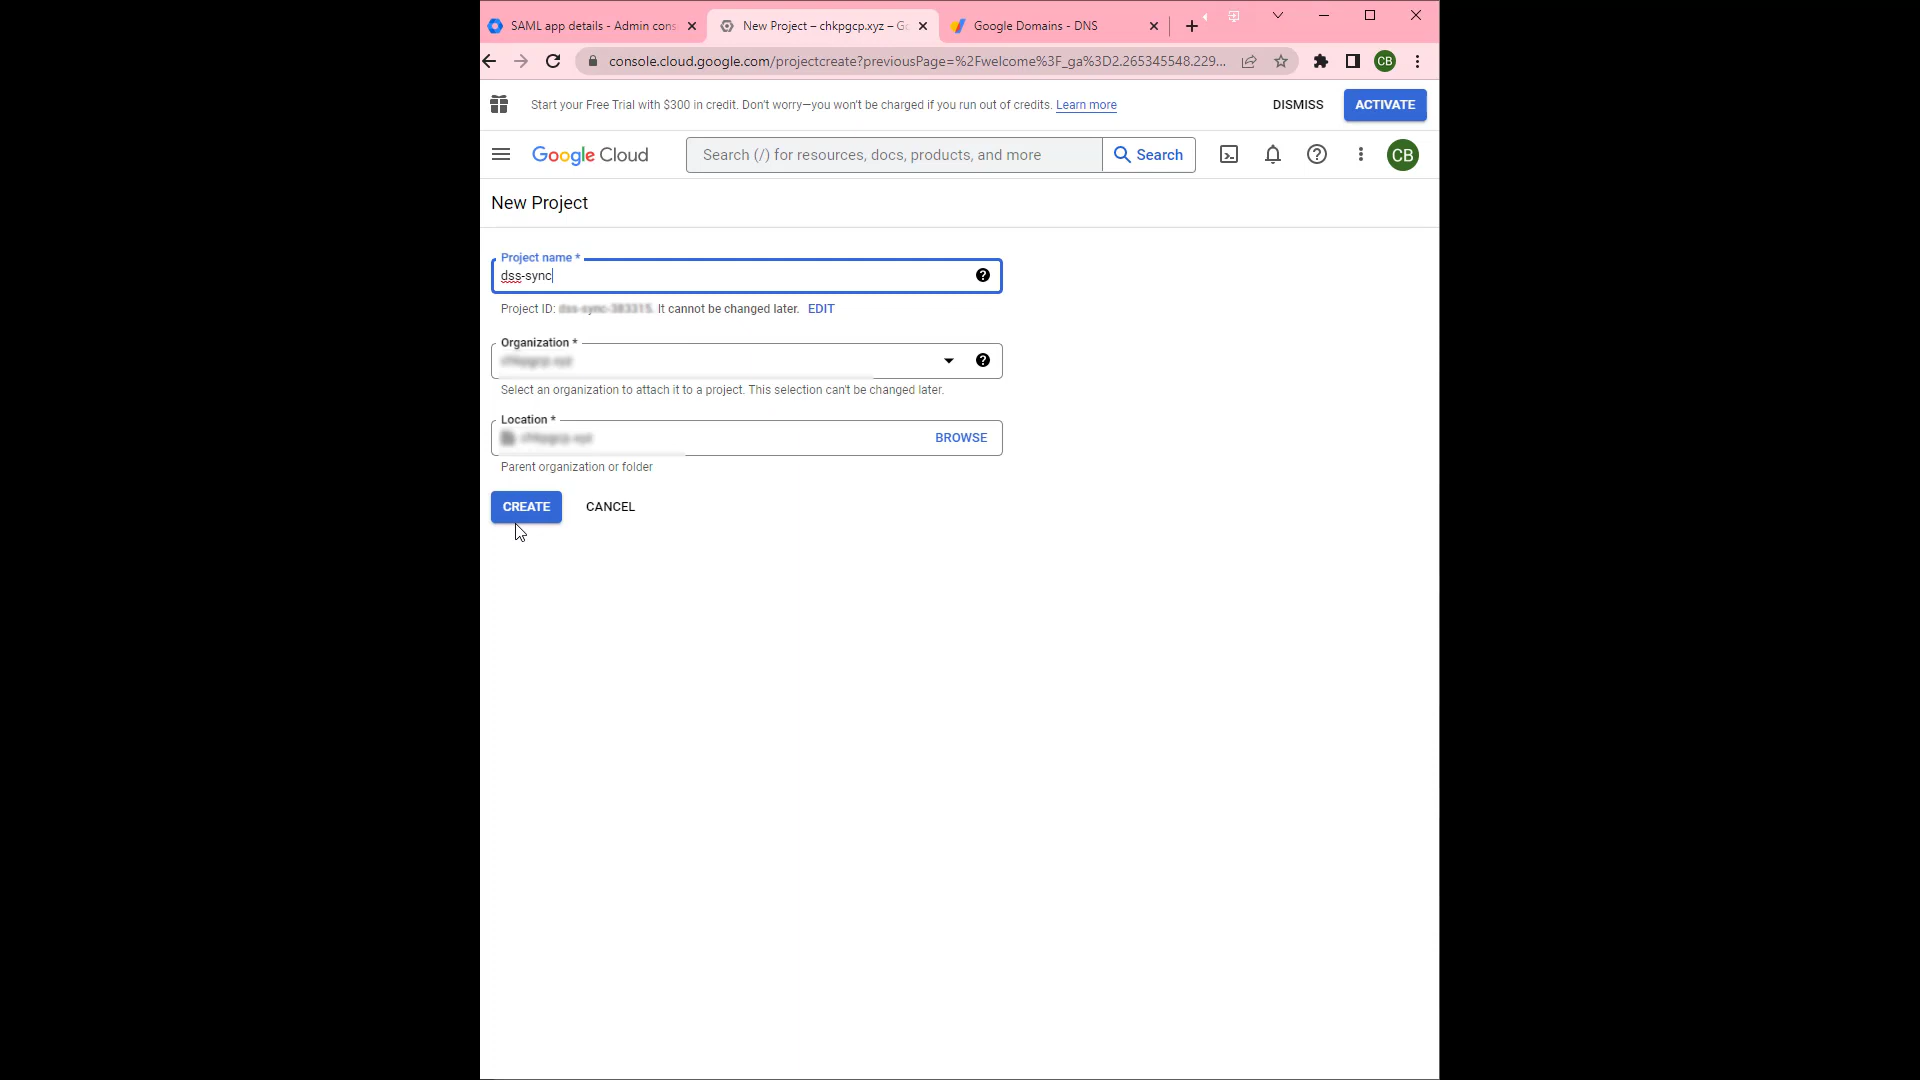 SAML app details - Admin cons
New Project – chkpgcp.xyz – Go
Google Domains - DNS
console.cloud.google.com/projectcreate?previousPage=%2Fwelcome%3F_ga%3D2.265345548.229...
CB
Start your Free Trial with $300 in credit. Don't worry—you won't be charged if you run out of credits. Learn more
DISMISS
ACTIVATE
Google Cloud
Search (/) for resources, docs, products, and more
Search
CB
New Project
Project name *
dss-sync
Project ID: It cannot be changed later. EDIT
Organization *
Select an organization to attach it to a project. This selection can't be changed later.
Location *
BROWSE
Parent organization or folder
CREATE
CANCEL